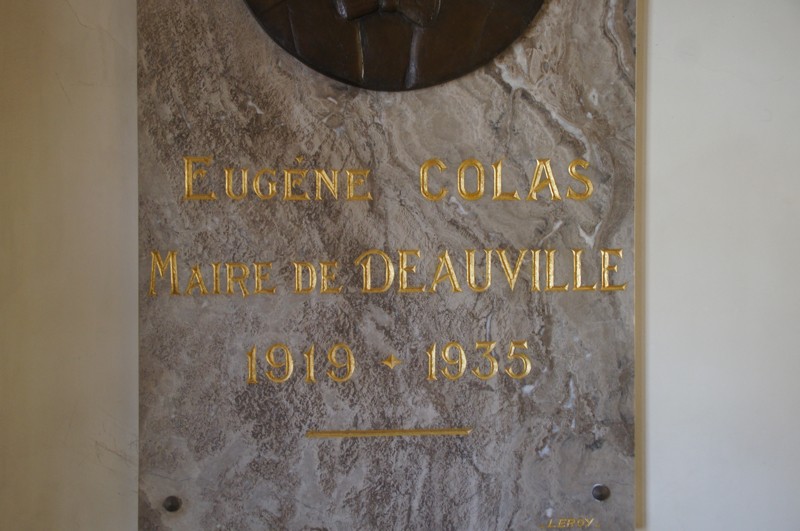 EUGÉNE COLAS
MAIRE DE DEAUVILLE
1919 - 1935
LEROY